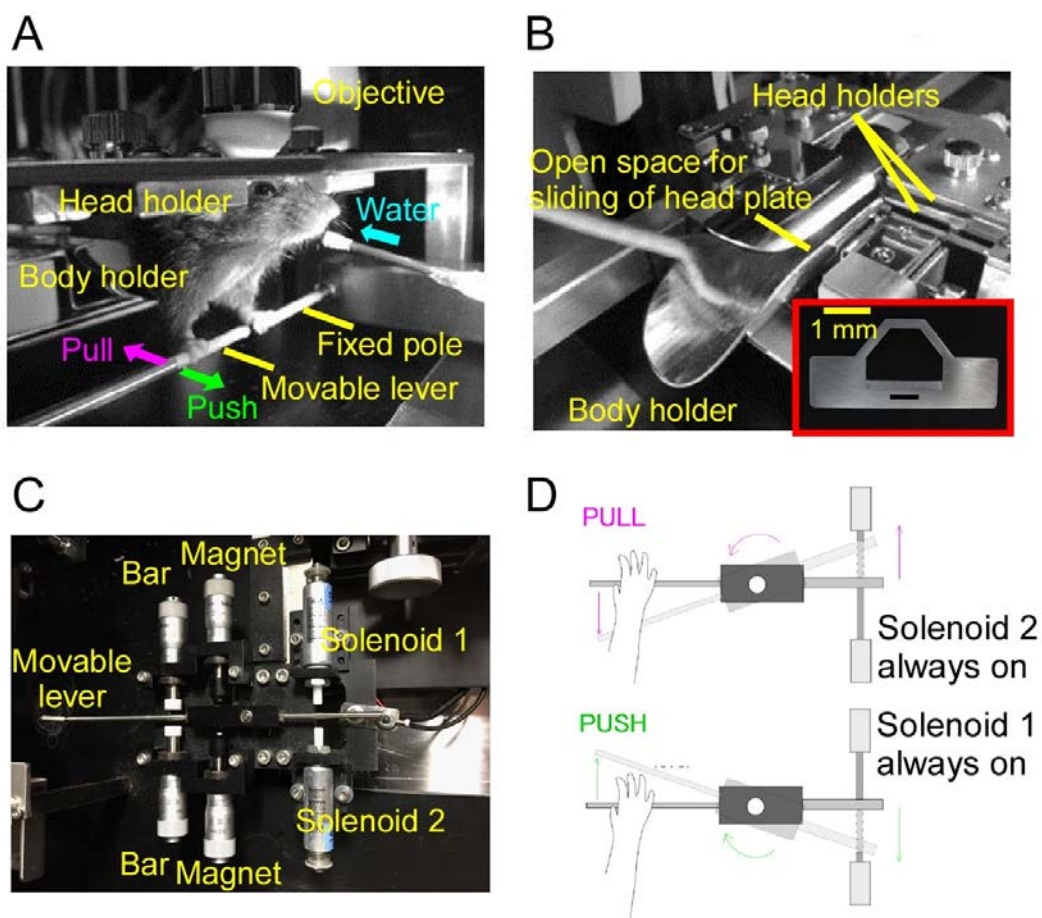 A
Objective
Head holder
Water
Body holder
Pull
Fixed pole
Movable lever
Push
B
Head holders
Open space for
sliding of head plate
1 mm
Body holder
C
Magnet
Bar
Solenoid 1
Movable
lever
Solenoid 2
Bar
Magnet
D
PULL
Solenoid 2
always on
PUSH
Solenoid 1
always on